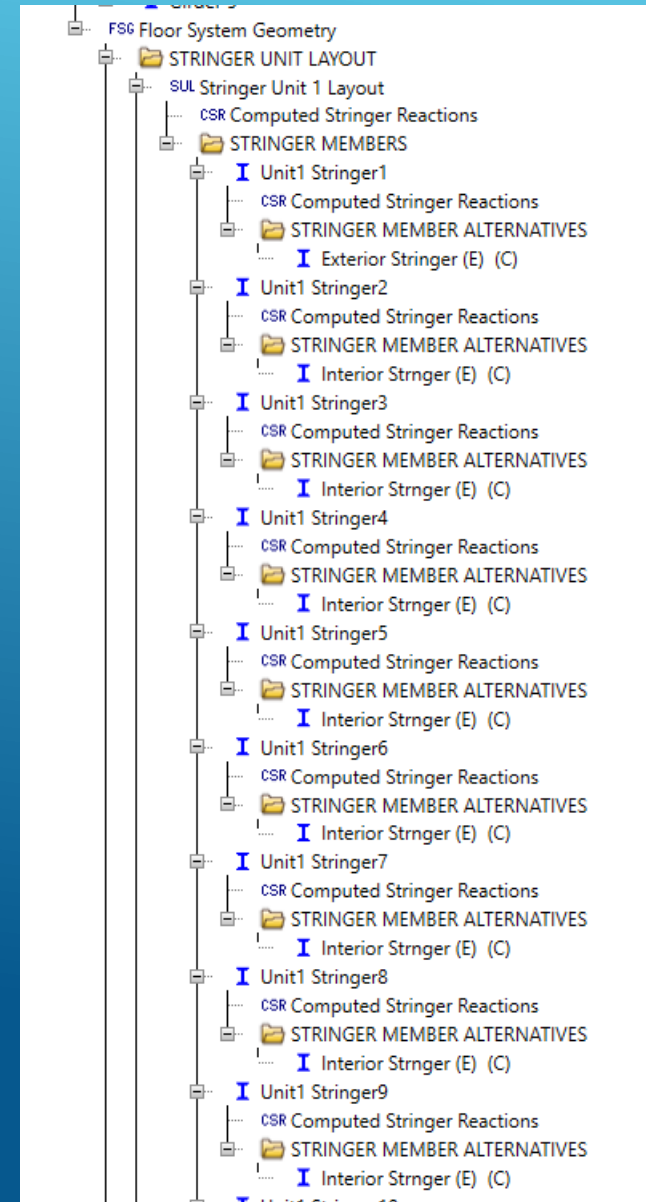 FSG Floor System Geometry
STRINGER UNIT LAYOUT
SUL Stringer Unit 1 Layout
CSR Computed Stringer Reactions
STRINGER MEMBERS
Unit1 Stringer1
CSR Computed Stringer Reactions
STRINGER MEMBER ALTERNATIVES
Exterior Stringer (E) (C)
Unit1 Stringer2
CSR Computed Stringer Reactions
STRINGER MEMBER ALTERNATIVES
Interior Strnger (E) (C)
Unit1 Stringer3
CSR Computed Stringer Reactions
STRINGER MEMBER ALTERNATIVES
Interior Strnger (E) (C)
Unit1 Stringer4
CSR Computed Stringer Reactions
STRINGER MEMBER ALTERNATIVES
Interior Strnger (E) (C)
Unit1 Stringer5
CSR Computed Stringer Reactions
STRINGER MEMBER ALTERNATIVES
Interior Strnger (E) (C)
Unit1 Stringer6
CSR Computed Stringer Reactions
STRINGER MEMBER ALTERNATIVES
Interior Strnger (E) (C)
Unit1 Stringer7
CSR Computed Stringer Reactions
STRINGER MEMBER ALTERNATIVES
Interior Strnger (E) (C)
Unit1 Stringer8
CSR Computed Stringer Reactions
STRINGER MEMBER ALTERNATIVES
Interior Strnger (E) (C)
Unit1 Stringer9
CSR Computed Stringer Reactions
STRINGER MEMBER ALTERNATIVES
Interior Strnger (E) (C)